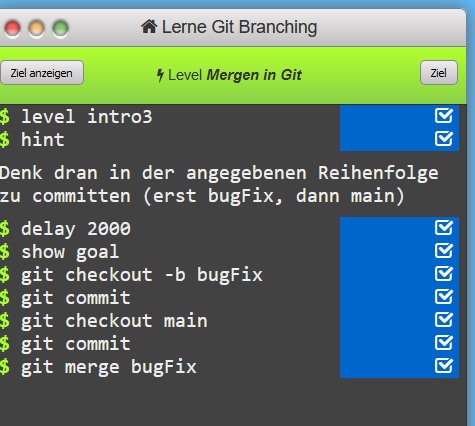 Lerne Git Branching
Ziel anzeigen
Level Mergen in Git
Ziel
$ level intro3
$ hint
Denk dran in der angegebenen Reihenfolge
zu committen (erst bugFix, dann main)
$ delay 2000
$ show goal
$ git checkout -b bugFix
$ git commit
$ git checkout main
$ git commit
$ git merge bugFix